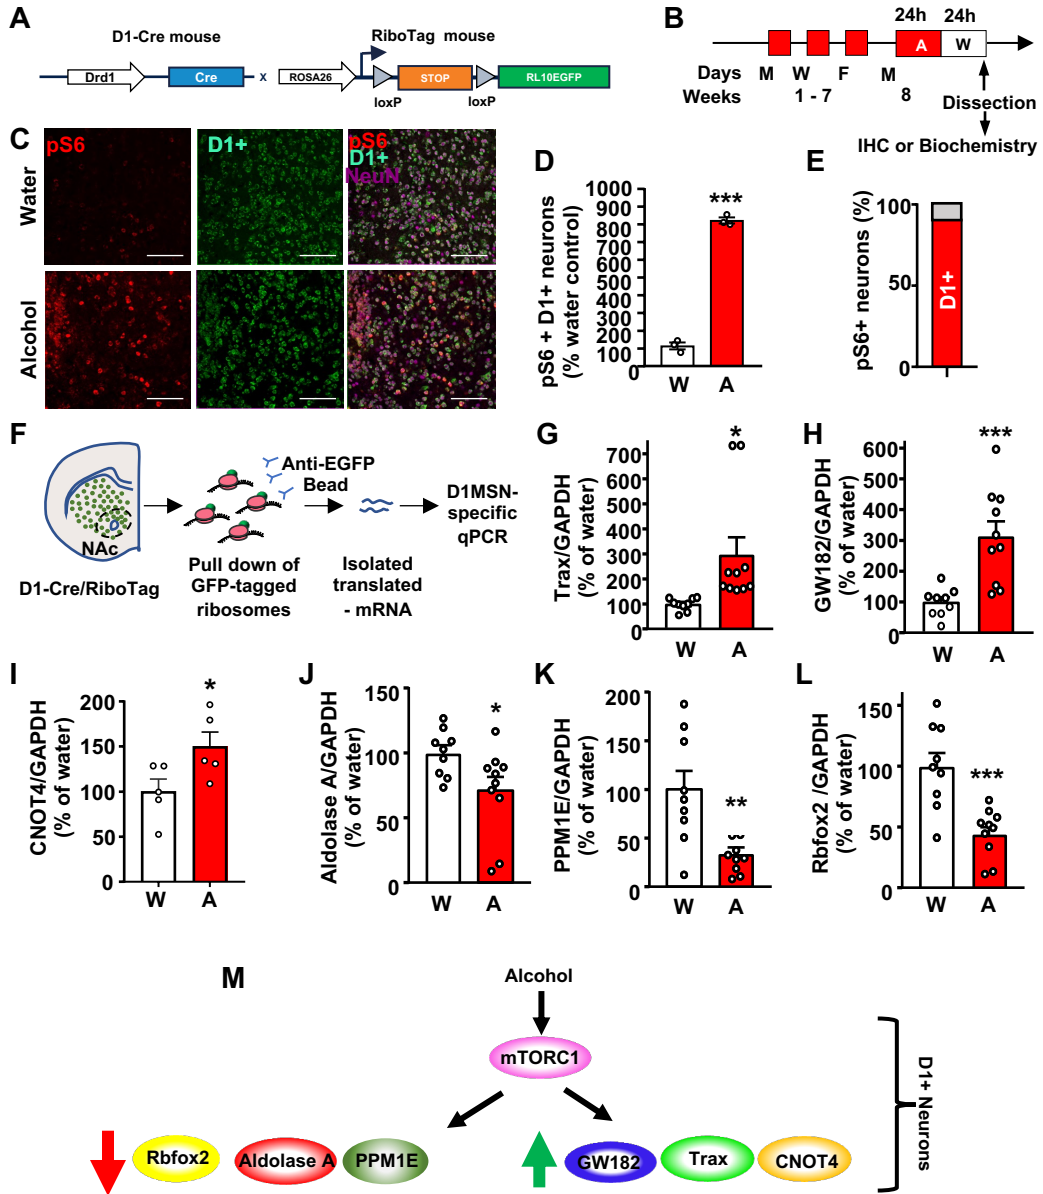 A
D1-Cre mouse
RiboTag mouse
Drd1
Cre
x
ROSA26
STOP
RL10EGFP
loxP
loxP
B
24h
24h
A
W
Days
M
W
F
M
Weeks
1 - 7
8
Dissection
IHC or Biochemistry
C
pS6
D1+
pS6
D1+
NeuN
Water
Alcohol
D
pS6 + D1+ neurons
(% water control)
1000
900
800
700
600
500
400
300
200
100
***
W
A
E
pS6+ neurons (%)
100
50
0
D1+
F
NAc
D1-Cre/RiboTag
Anti-EGFP
Bead
Pull down of
GFP-tagged
ribosomes
Isolated
translated
- mRNA
D1MSN-
specific
qPCR
G
Trax/GAPDH
(% of water)
700
500
300
200
100
0
*
W
A
H
GW182/GAPDH
(% of water)
600
500
400
300
200
100
0
***
W
A
I
CNOT4/GAPDH
(% of water)
200
150
100
50
0
*
W
A
J
Aldolase A/GAPDH
(% of water)
150
100
50
0
*
W
A
K
PPM1E/GAPDH
(% of water)
200
150
100
50
0
**
W
A
L
Rbfox2 /GAPDH
(% of water)
150
100
50
0
***
W
A
M
Alcohol
mTORC1
Rbfox2
Aldolase A
PPM1E
GW182
Trax
CNOT4
D1+ Neurons